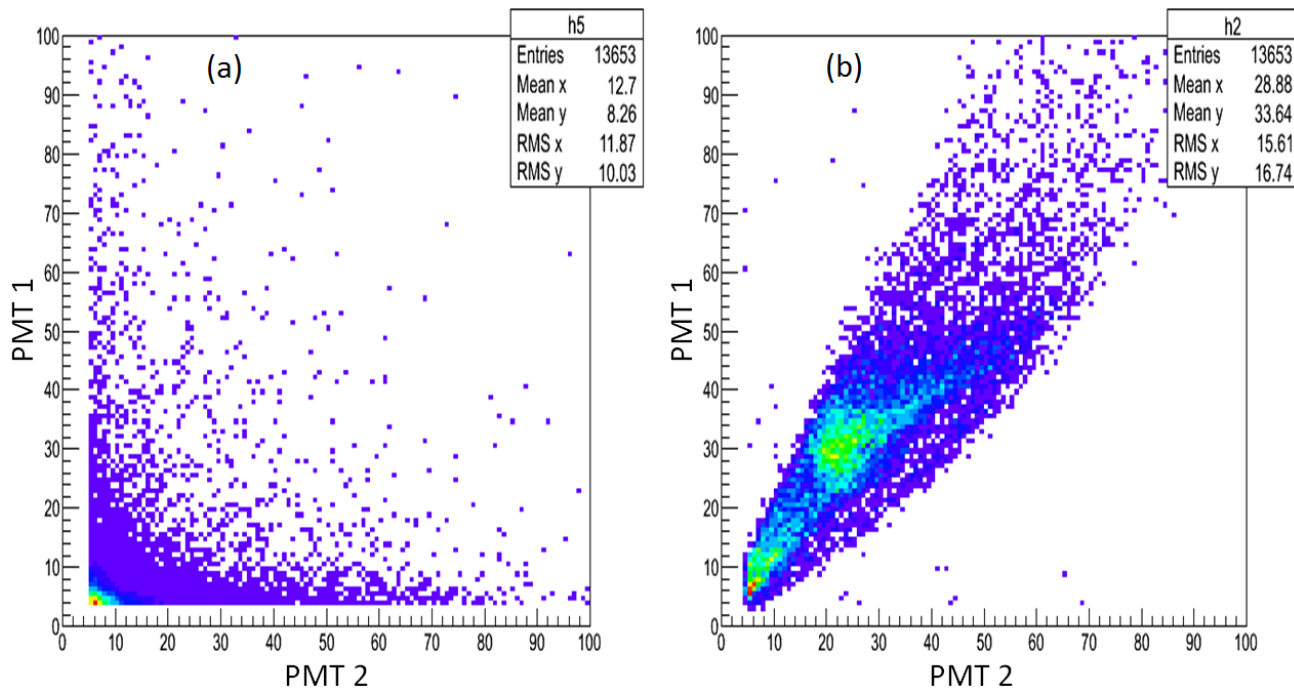 h5
Entries 13653
Mean x 12.7
Mean y 8.26
RMS x 11.87
RMS y 10.03
(a)
100
90
80
70
60
50
40
30
20
10
0
PMT 1
0 10 20 30 40 50 60 70 80 90 100
PMT 2
h2
Entries 13653
Mean x 28.88
Mean y 33.64
RMS x 15.61
RMS y 16.74
(b)
100
90
80
70
60
50
40
30
20
10
0
PMT 1
0 10 20 30 40 50 60 70 80 90 100
PMT 2